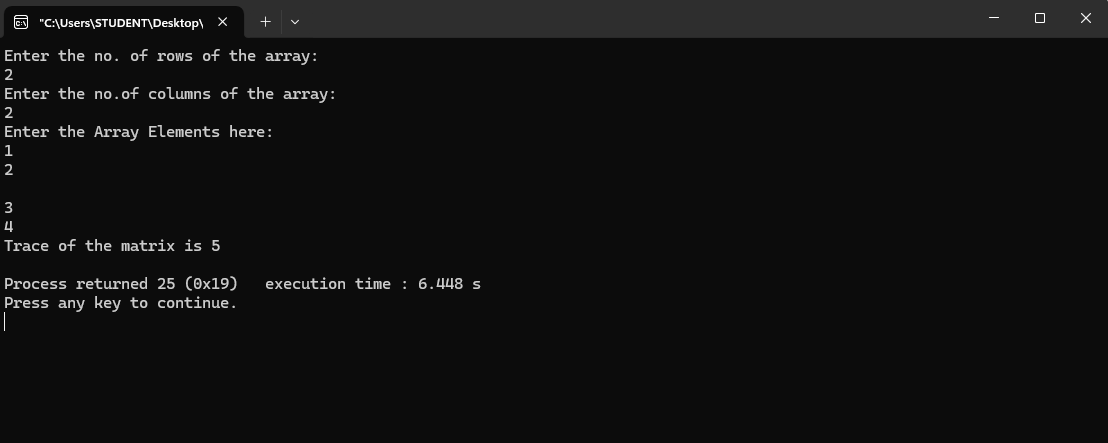 "C:\Users\STUDENT\Desktop\
Enter the no. of rows of the array:
2
Enter the no.of columns of the array:
2
Enter the Array Elements here:
1
2
3
4
Trace of the matrix is 5
Process returned 25 (0x19)   execution time : 6.448 s
Press any key to continue.